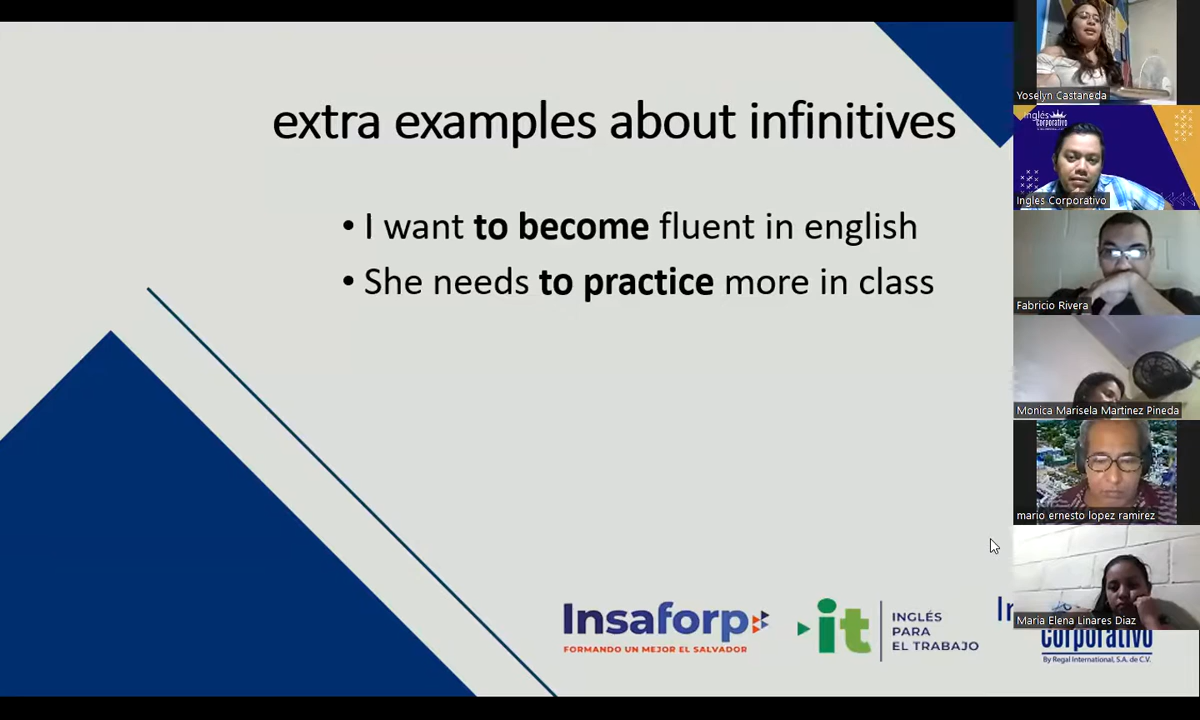 extra examples about infinitives
• I want to become fluent in english
• She needs to practice more in class
Insaforp
FORMANDO UN MEJOR EL SALVADOR
it
INGLÉS
PARA
EL TRABAJO
corporativo
By Regal International, S.A. de C.V.
Yoselyn Castaneda
Inglés
corporativo
Ingles Corporativo
Fabricio Rivera
Monica Marisela Martinez Pineda
mario ernesto lopez ramirez
Maria Elena Linares Diaz